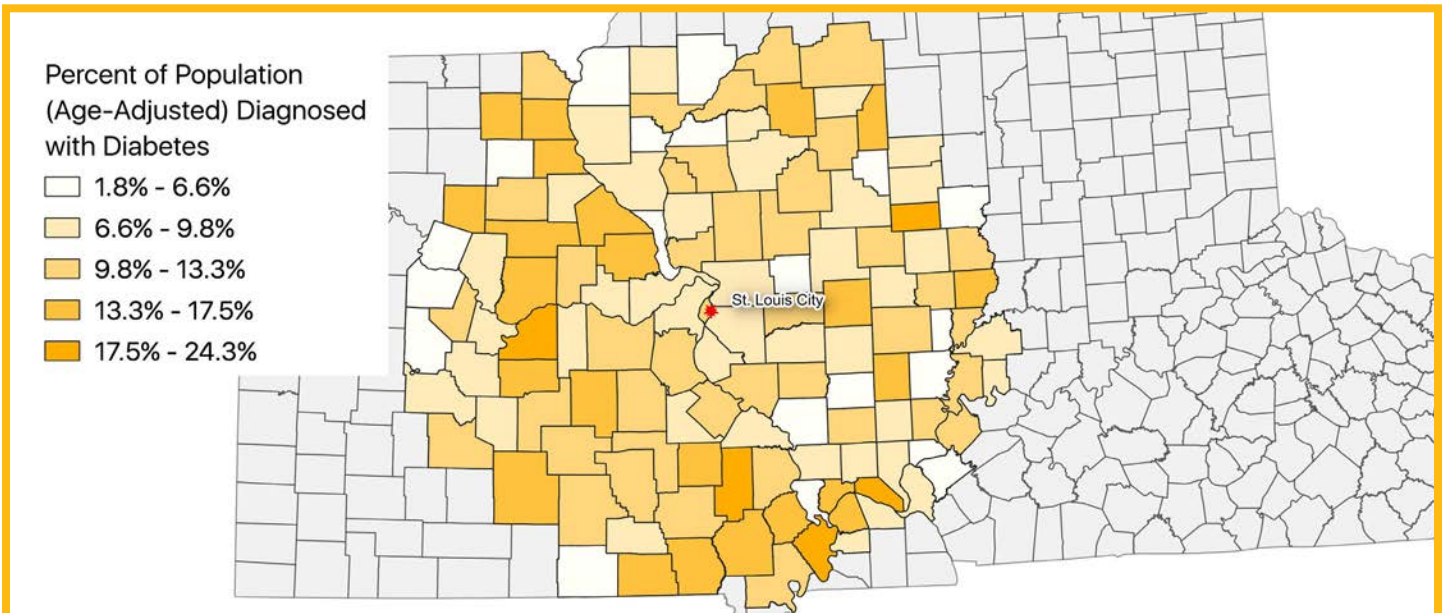 Percent of Population
(Age-Adjusted) Diagnosed
with Diabetes
1.8% - 6.6%
6.6% - 9.8%
9.8% - 13.3%
13.3% - 17.5%
17.5% - 24.3%
St. Louis City